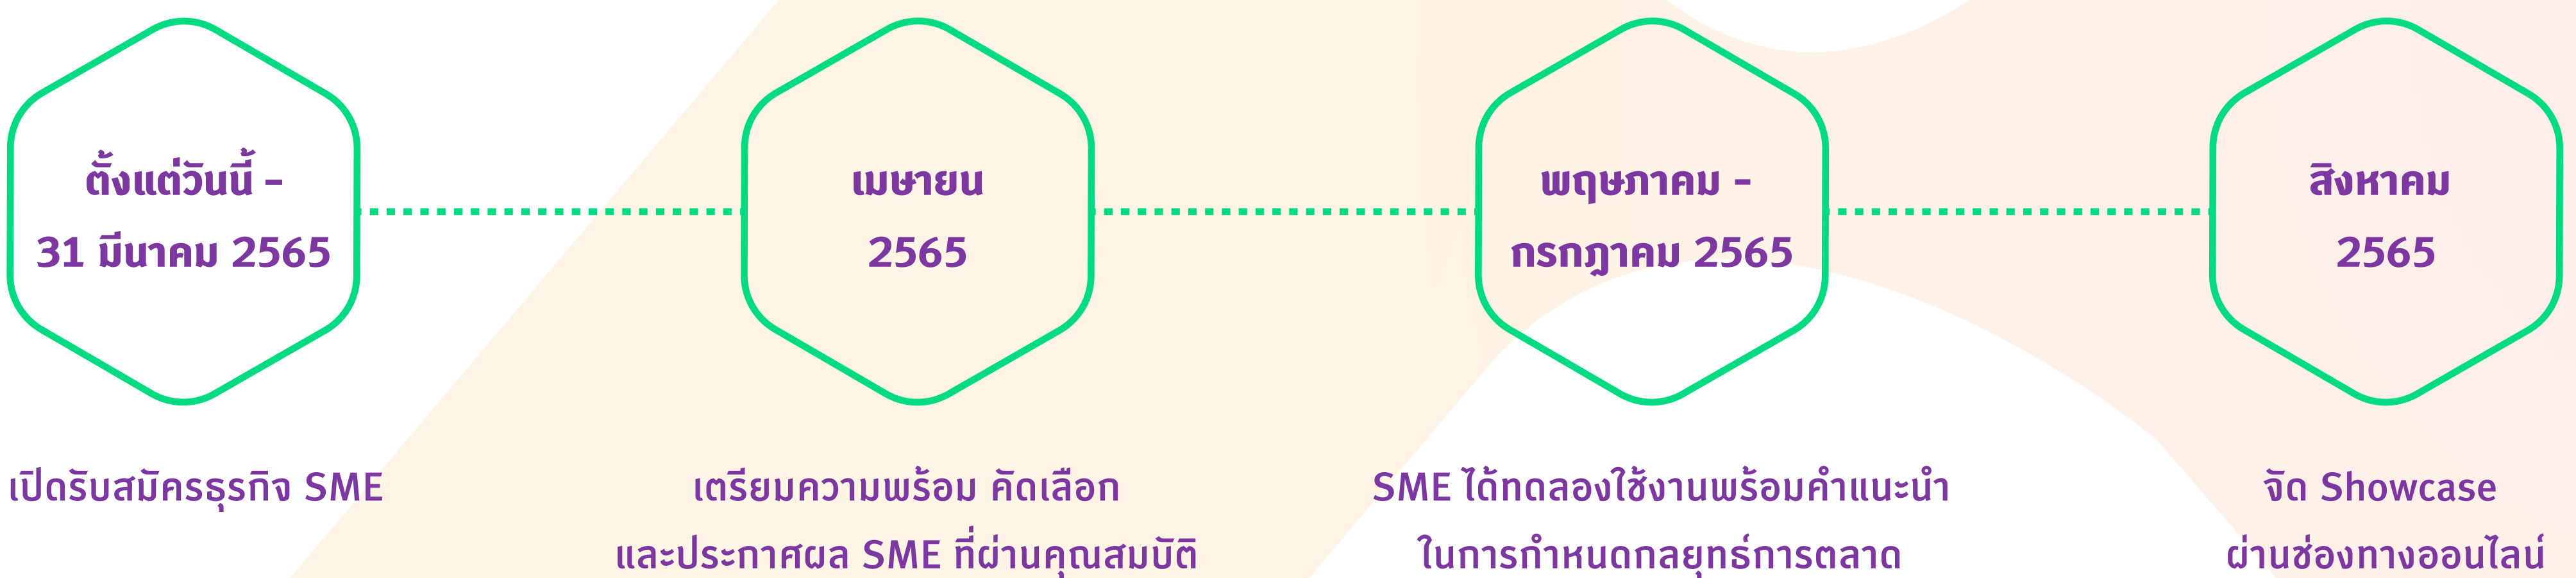 ตั้งแต่วันนี้ –
31 มีนาคม 2565
เมษายน
2565
พฤษภาคม –
กรกฎาคม 2565
สิงหาคม
2565
เปิดรับสมัครธุรกิจ SME
เตรียมความพร้อม คัดเลือก
และประกาศผล SME ที่ผ่านคุณสมบัติ
SME ได้ทดลองใช้งานพร้อมคำแนะนำ
ในการกำหนดกลยุทธ์การตลาด
จัด Showcase
ผ่านช่องทางออนไลน์